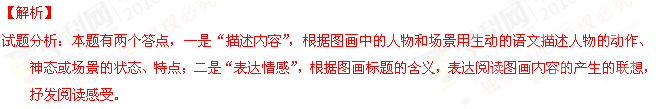 【解析】
试题分析：本题有两个答点，一是“描述内容”，根据图画中的人物和场景用生动的语文描述人物的动作、
神态或场景的状态、特点；二是“表达情感”，根据图画标题的含义，表达阅读图画内容的产生的联想，
抒发阅读感受。